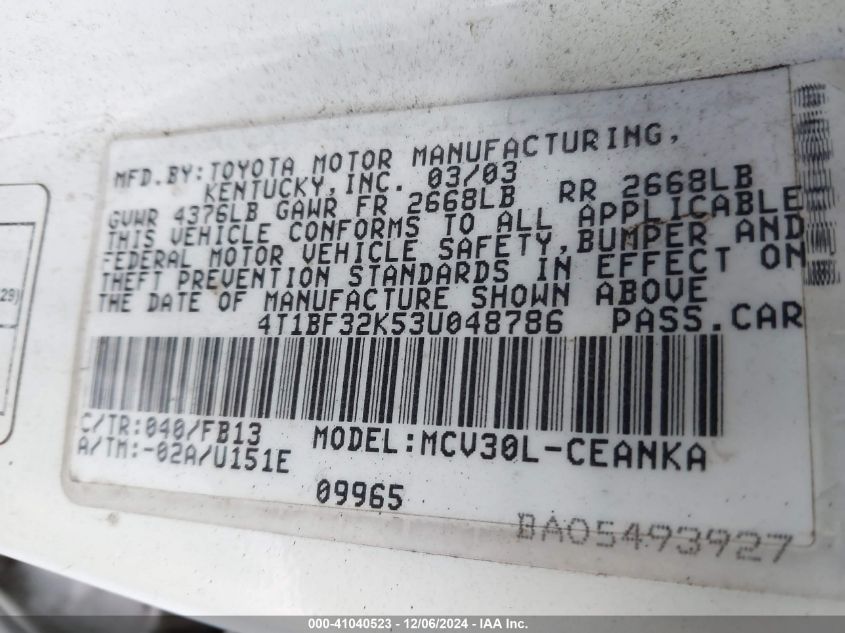 MFD.BY:TOYOTA MOTOR MANUFACTURING,
KENTUCKY,INC. 03/03
GVWR 4376LB GAWR FR 2668LB RR 2668LB
THIS VEHICLE CONFORMS TO ALL APPLICABLE
FEDERAL MOTOR VEHICLE SAFETY,BUMPER AND
THEFT PREVENTION STANDARDS IN EFFECT ON
THE DATE OF MANUFACTURE SHOWN ABOVE
4T1BF32K53U048786 PASS.CAR
29)
C/TR:040/FB13 MODEL:MCV30L-CEANKA
A/TM:-02A/U151E
09965
BA05493927
000-41040523 - 12/06/2024 - IAA Inc.